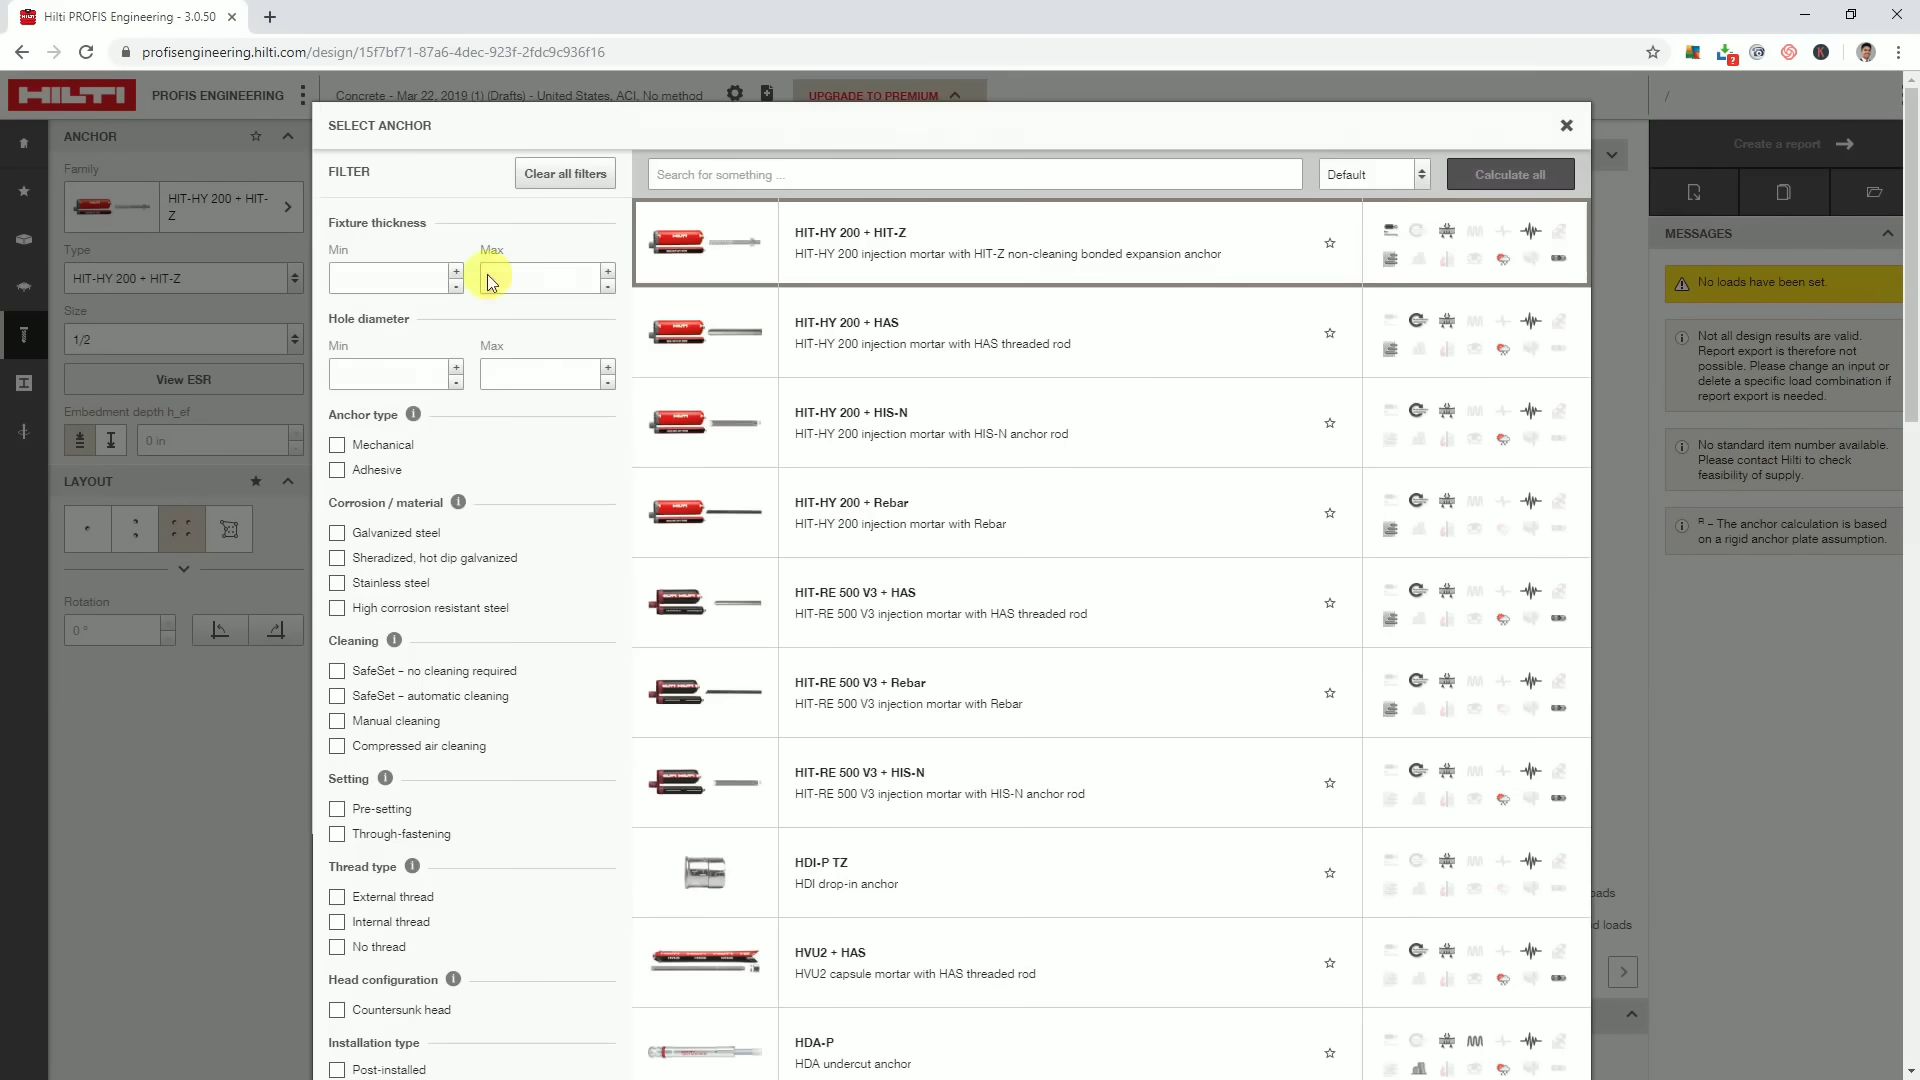 Hilti PROFIS Engineering - 3.0.50
profisengineering.hilti.com/design/15f7bf71-87a6-4dec-923f-2fdc9c936f16
HILTI
PROFIS ENGINEERING
Concrete - Mar 22, 2019 (1) (Drafts) - United States, ACI, No method
UPGRADE TO PREMIUM
/
ANCHOR
Family
HIT-HY 200 + HIT-
Z
Type
HIT-HY 200 + HIT-Z
Size
1/2
View ESR
Embedment depth h_ef
0 in
LAYOUT
Rotation
0 °
SELECT ANCHOR
FILTER
Clear all filters
Fixture thickness
Min
Max
Hole diameter
Min
Max
Anchor type
Mechanical
Adhesive
Corrosion / material
Galvanized steel
Sheradized, hot dip galvanized
Stainless steel
High corrosion resistant steel
Cleaning
SafeSet - no cleaning required
SafeSet - automatic cleaning
Manual cleaning
Compressed air cleaning
Setting
Pre-setting
Through-fastening
Thread type
External thread
Internal thread
No thread
Head configuration
Countersunk head
Installation type
Post-installed
Search for something ...
Default
Calculate all
HIT-HY 200 + HIT-Z
HIT-HY 200 injection mortar with HIT-Z non-cleaning bonded expansion anchor
HIT-HY 200 + HAS
HIT-HY 200 injection mortar with HAS threaded rod
HIT-HY 200 + HIS-N
HIT-HY 200 injection mortar with HIS-N anchor rod
HIT-HY 200 + Rebar
HIT-HY 200 injection mortar with Rebar
HIT-RE 500 V3 + HAS
HIT-RE 500 V3 injection mortar with HAS threaded rod
HIT-RE 500 V3 + Rebar
HIT-RE 500 V3 injection mortar with Rebar
HIT-RE 500 V3 + HIS-N
HIT-RE 500 V3 injection mortar with HIS-N anchor rod
HDI-P TZ
HDI drop-in anchor
HVU2 + HAS
HVU2 capsule mortar with HAS threaded rod
HDA-P
HDA undercut anchor
Create a report
MESSAGES
No loads have been set.
Not all design results are valid.
Report export is therefore not
possible. Please change an input or
delete a specific load combination if
report export is needed.
No standard item number available.
Please contact Hilti to check
feasibility of supply.
R - The anchor calculation is based
on a rigid anchor plate assumption.
d loads